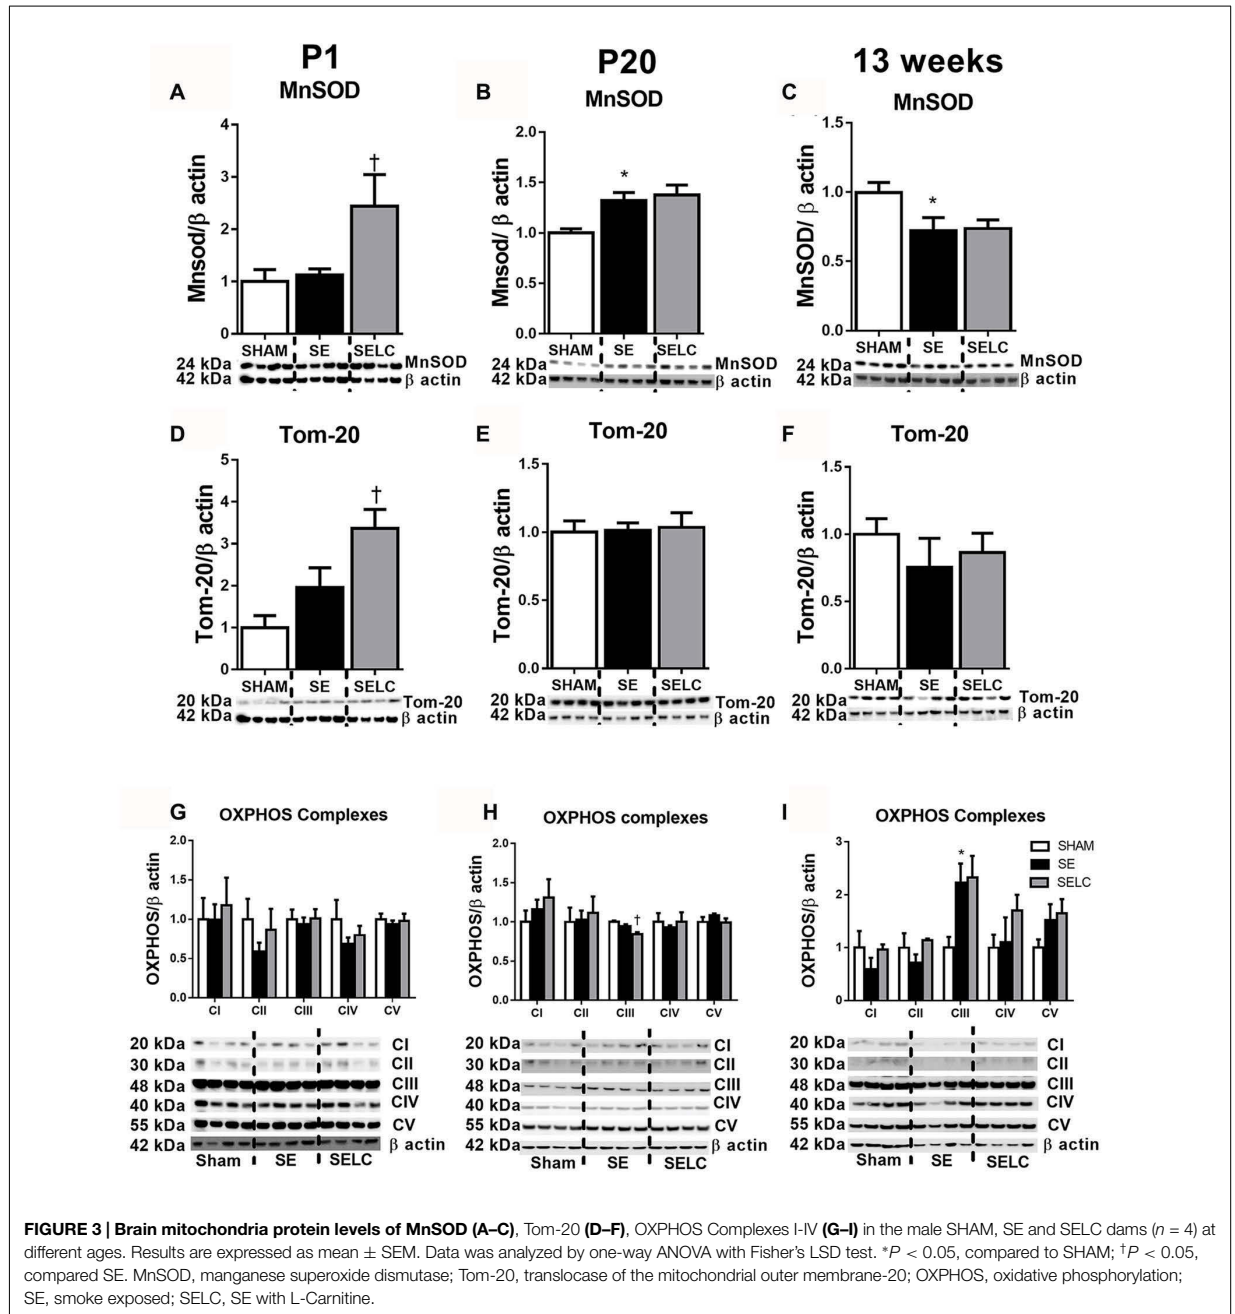 P1
P20
13 weeks
A
MnSOD
B
MnSOD
C
MnSOD
Mnsod/β actin
4
3
2
1
0
†
SHAM
SE
SELC
24 kDa
MnSOD
42 kDa
β actin
Mnsod/ β actin
2.0
1.5
1.0
0.5
0.0
*
SHAM
SE
SELC
24 kDa
MnSOD
42 kDa
β actin
MnSOD/ β actin
1.5
1.0
0.5
0.0
*
SHAM
SE
SELC
24 kDa
MnSOD
42 kDa
β actin
D
Tom-20
E
Tom-20
F
Tom-20
Tom-20/β actin
5
4
3
2
1
0
†
SHAM
SE
SELC
20 kDa
Tom-20
42 kDa
β actin
Tom-20/β actin
1.5
1.0
0.5
0.0
SHAM
SE
SELC
20 kDa
Tom-20
42 kDa
β actin
Tom-20/β actin
1.5
1.0
0.5
0.0
SHAM
SE
SELC
20 kDa
Tom-20
42 kDa
β actin
G
OXPHOS Complexes
H
OXPHOS complexes
I
OXPHOS Complexes
OXPHOS/β actin
2.0
1.5
1.0
0.5
0.0
CI
CII
CIII
CIV
CV
20 kDa
CI
30 kDa
CII
48 kDa
CIII
40 kDa
CIV
55 kDa
CV
42 kDa
β actin
Sham
SE
SELC
OXPHOS/β actin
2.0
1.5
1.0
0.5
0.0
†
CI
CII
CIII
CIV
CV
20 kDa
CI
30 kDa
CII
48 kDa
CIII
40 kDa
CIV
55 kDa
CV
42 kDa
β actin
Sham
SE
SELC
OXPHOS/β actin
3
2
1
0
*
SHAM
SE
SELC
CI
CII
CIII
CIV
CV
20 kDa
CI
30 kDa
CII
48 kDa
CIII
40 kDa
CIV
55 kDa
CV
42 kDa
β actin
Sham
SE
SELC
FIGURE 3 | Brain mitochondria protein levels of MnSOD (A–C), Tom-20 (D–F), OXPHOS Complexes I-IV (G–I) in the male SHAM, SE and SELC dams (n = 4) at
different ages. Results are expressed as mean ± SEM. Data was analyzed by one-way ANOVA with Fisher's LSD test. *P < 0.05, compared to SHAM; †P < 0.05,
compared SE. MnSOD, manganese superoxide dismutase; Tom-20, translocase of the mitochondrial outer membrane-20; OXPHOS, oxidative phosphorylation;
SE, smoke exposed; SELC, SE with L-Carnitine.